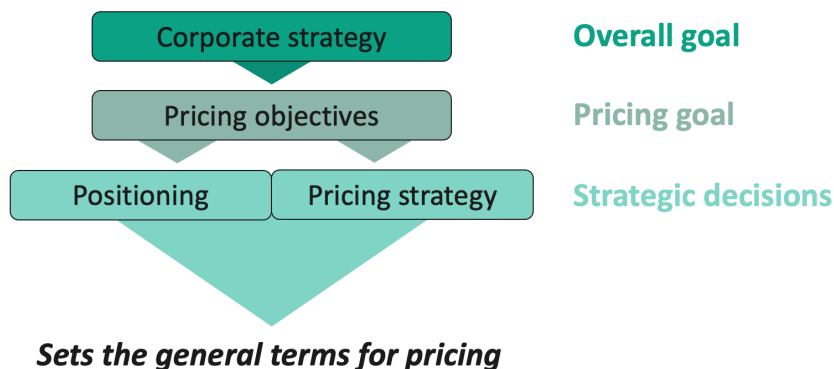 Corporate strategy
Overall goal
Pricing objectives
Pricing goal
Positioning
Pricing strategy
Strategic decisions
Sets the general terms for pricing